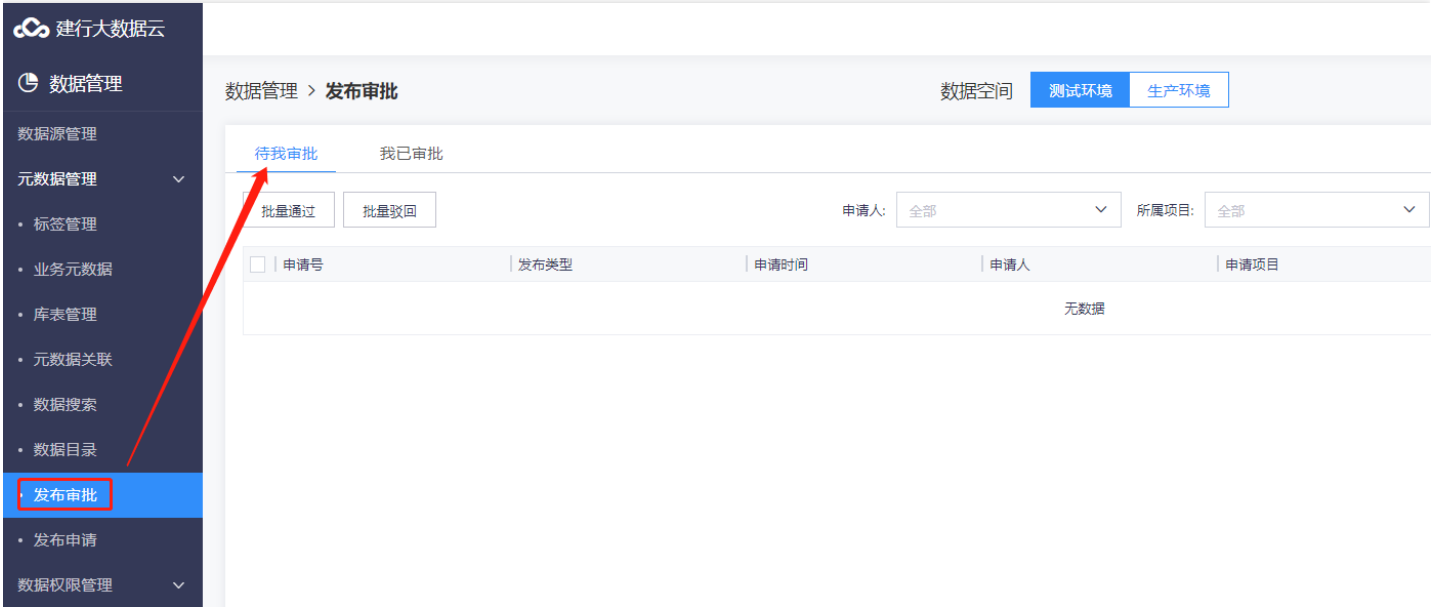 建行大数据云
数据管理
数据源管理
元数据管理
• 标签管理
• 业务元数据
• 库表管理
• 元数据关联
• 数据搜索
• 数据目录
• 发布审批
• 发布申请
数据权限管理
数据管理 > 发布审批
数据空间 测试环境 生产环境
待我审批 我已审批
批量通过 批量驳回 申请人: 全部 所属项目: 全部
申请号 发布类型 申请时间 申请人 申请项目
无数据